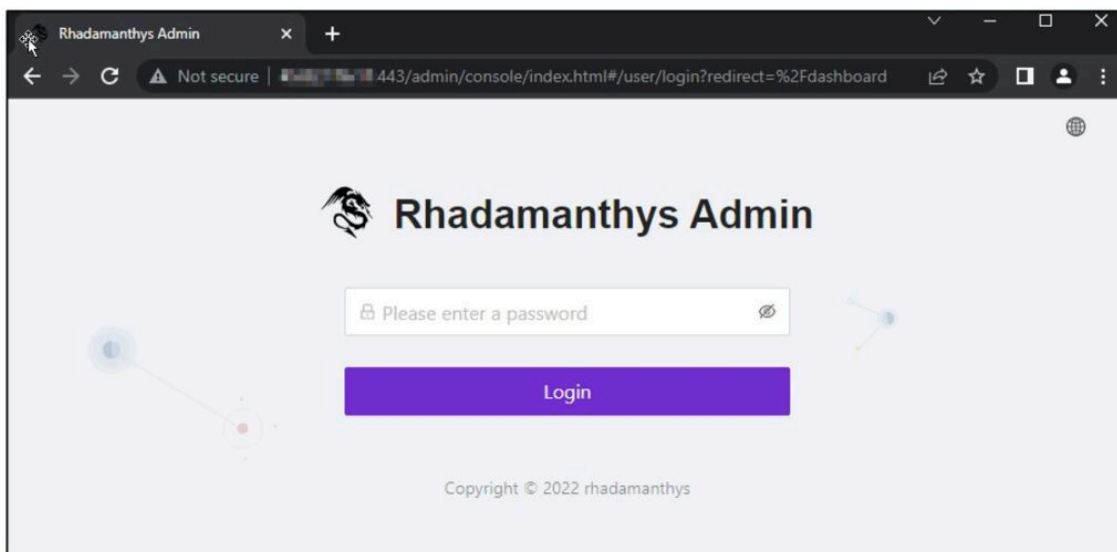 Rhadamanthys Admin
Not secure | :443/admin/console/index.html#/user/login?redirect=%2Fdashboard
Rhadamanthys Admin
Please enter a password
Login
Copyright © 2022 rhadamanthys